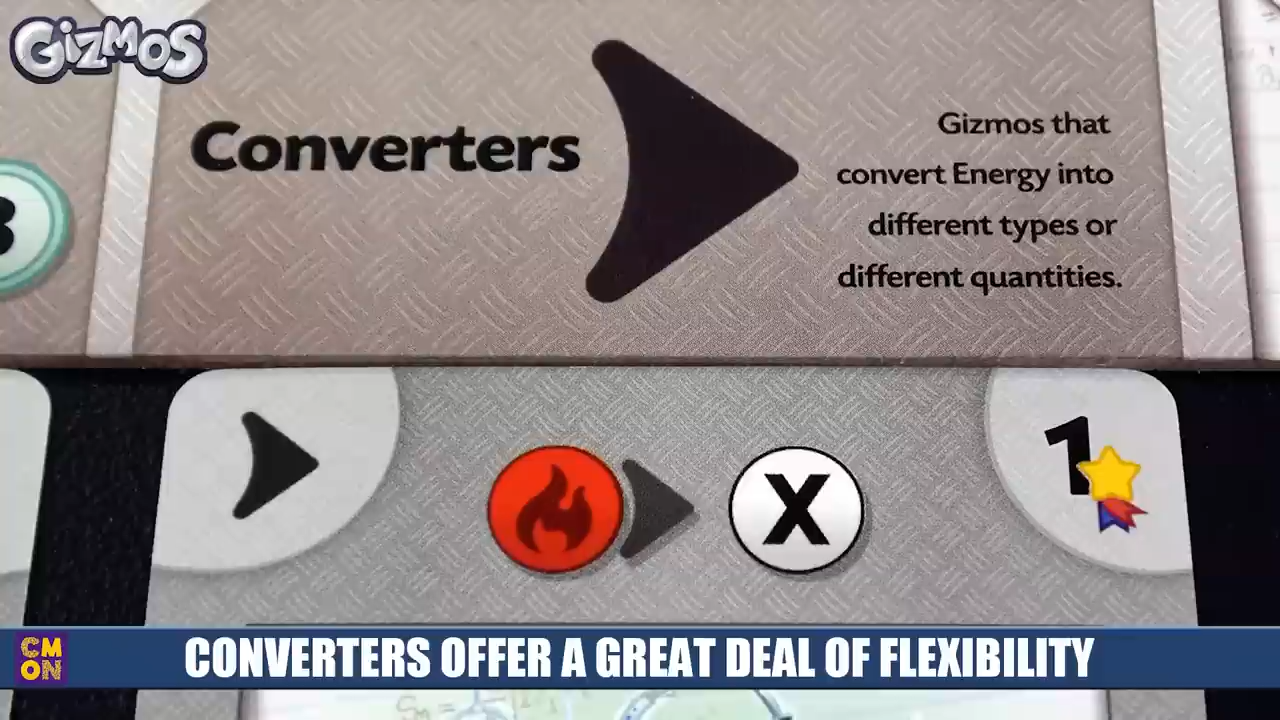 GIZMOS
Converters
Gizmos that
convert Energy into
different types or
different quantities.
X
1
CM
ON
CONVERTERS OFFER A GREAT DEAL OF FLEXIBILITY